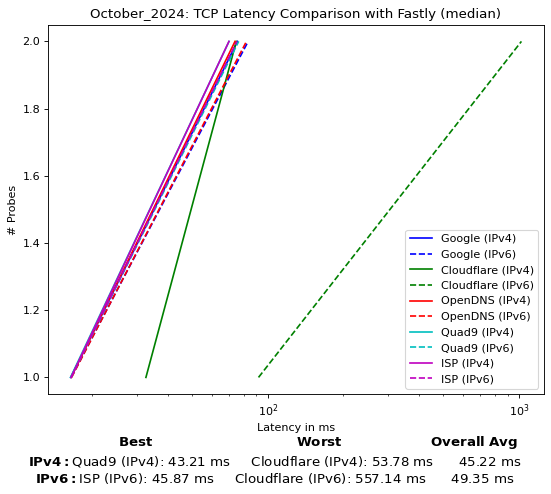 October_2024: TCP Latency Comparison with Fastly (median)
2.0
1.8
1.6
1.4
1.2
1.0
# Probes
Google (IPv4)
Google (IPv6)
Cloudflare (IPv4)
Cloudflare (IPv6)
OpenDNS (IPv4)
OpenDNS (IPv6)
Quad9 (IPv4)
Quad9 (IPv6)
ISP (IPv4)
ISP (IPv6)
10² 10³
Latency in ms
Best Worst Overall Avg
IPv4: Quad9 (IPv4): 43.21 ms Cloudflare (IPv4): 53.78 ms 45.22 ms
IPv6: ISP (IPv6): 45.87 ms Cloudflare (IPv6): 557.14 ms 49.35 ms